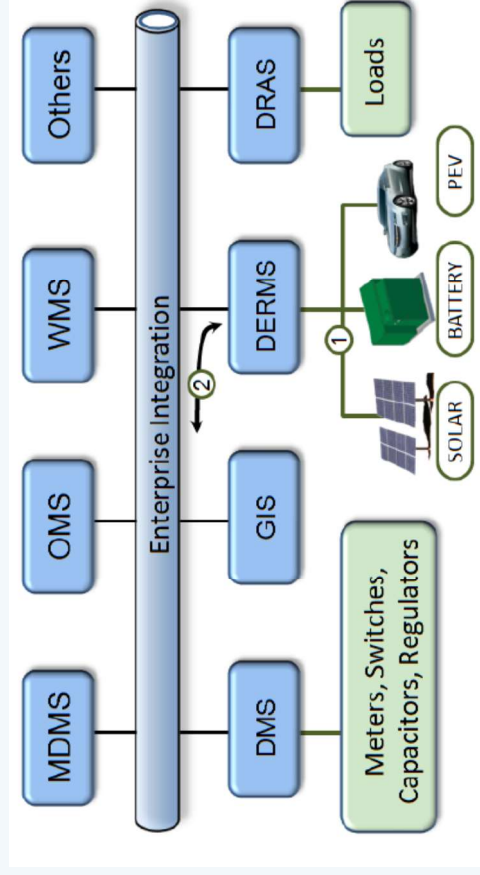 MDMS
OMS
WMS
Others
Enterprise Integration
2
DMS
GIS
DERMS
DRAS
1
Meters, Switches,
Capacitors, Regulators
SOLAR
BATTERY
PEV
Loads